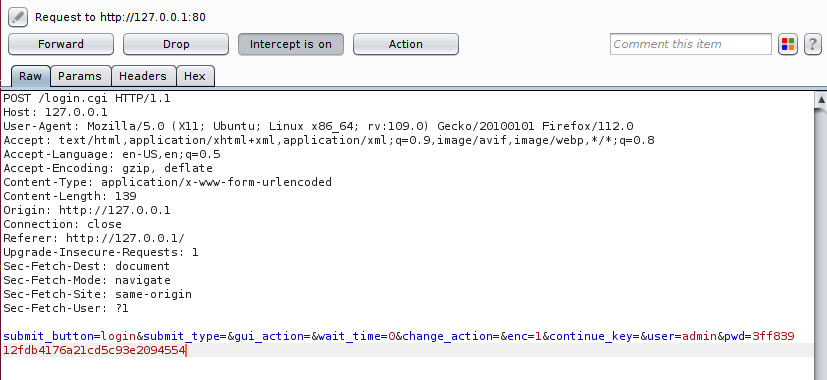 Request to http://127.0.0.1:80
Forward Drop Intercept is on Action Comment this item ?
Raw Params Headers Hex
POST /login.cgi HTTP/1.1
Host: 127.0.0.1
User-Agent: Mozilla/5.0 (X11; Ubuntu; Linux x86_64; rv:109.0) Gecko/20100101 Firefox/112.0
Accept: text/html,application/xhtml+xml,application/xml;q=0.9,image/avif,image/webp,*/*;q=0.8
Accept-Language: en-US,en;q=0.5
Accept-Encoding: gzip, deflate
Content-Type: application/x-www-form-urlencoded
Content-Length: 139
Origin: http://127.0.0.1
Connection: close
Referer: http://127.0.0.1/
Upgrade-Insecure-Requests: 1
Sec-Fetch-Dest: document
Sec-Fetch-Mode: navigate
Sec-Fetch-Site: same-origin
Sec-Fetch-User: ?1
submit_button=login&submit_type=&gui_action=&wait_time=0&change_action=&enc=1&continue_key=&user=admin&pwd=3ff839
12fdb4176a21cd5c93e2094554